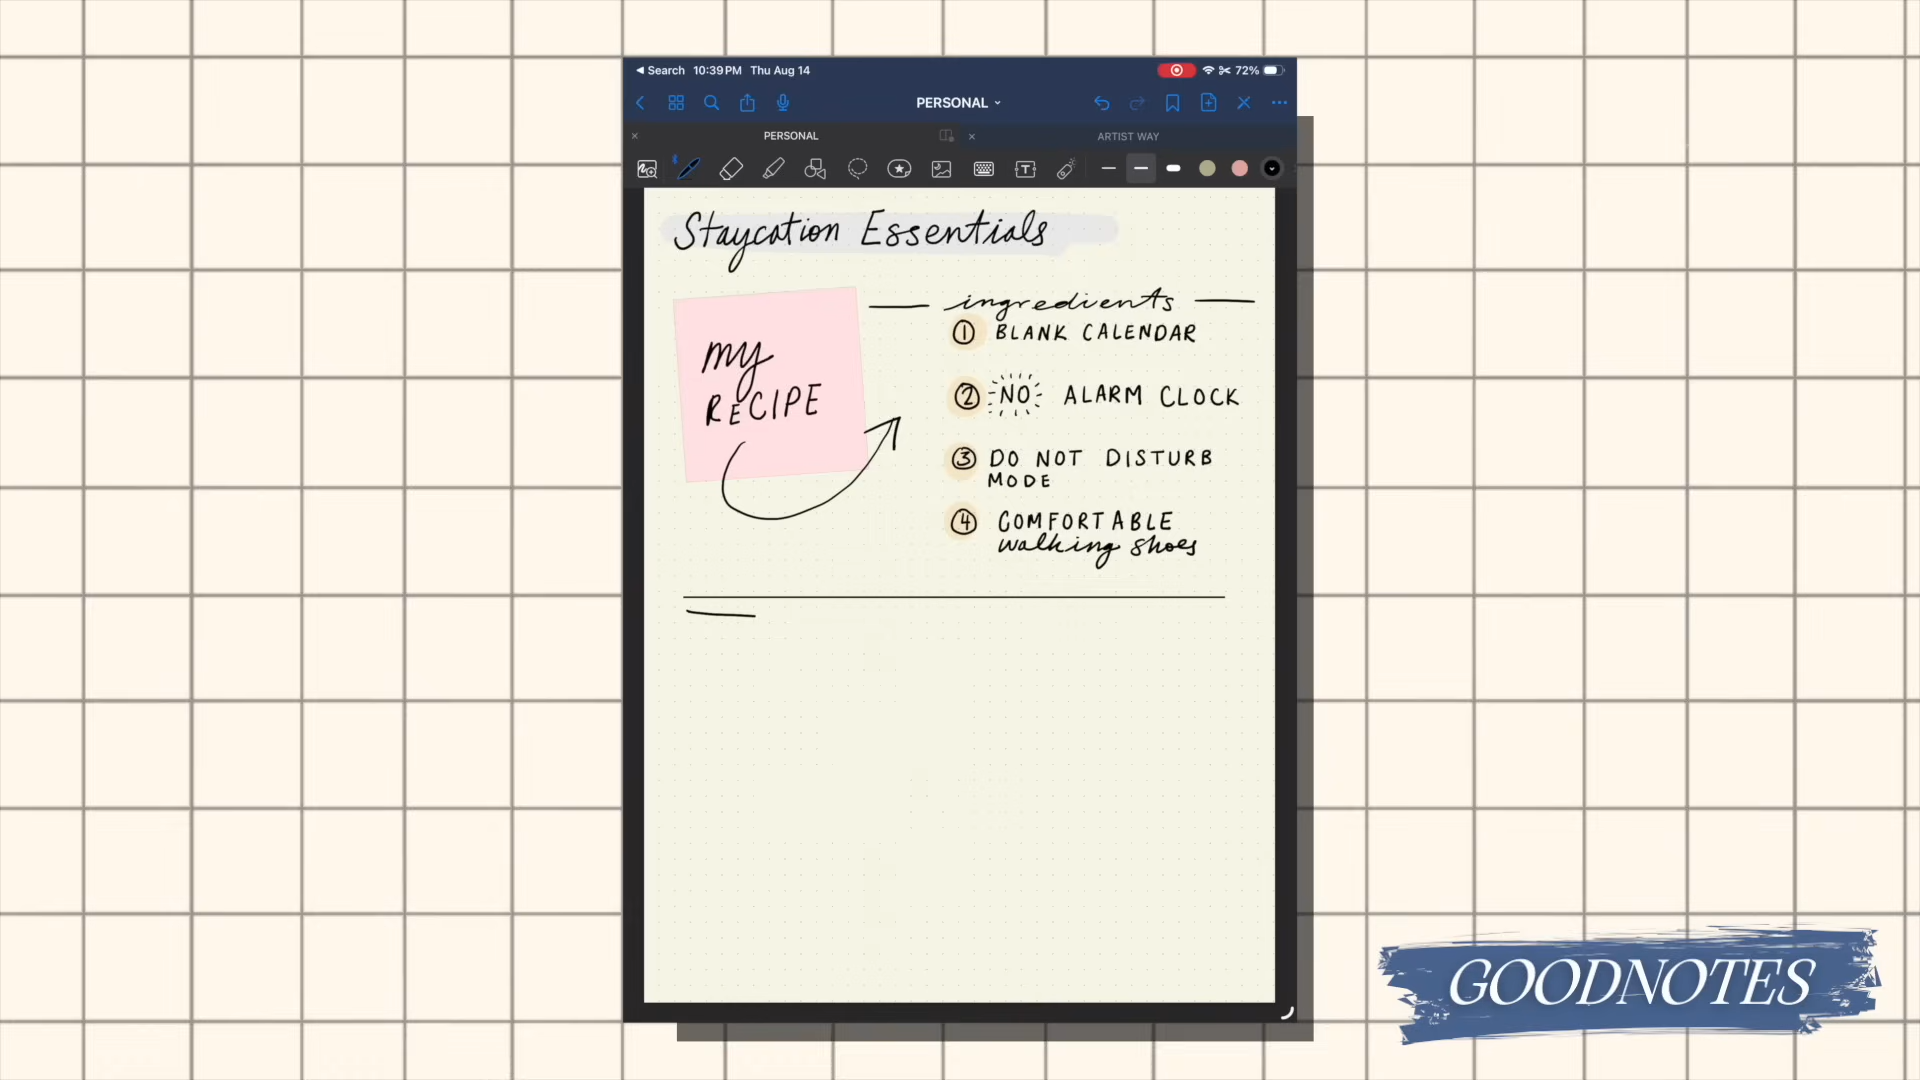 Search 10:39 PM Thu Aug 14 72%
PERSONAL
PERSONAL
ARTIST WAY
Staycation Essentials
my
RECIPE
ingredients
1 BLANK CALENDAR
2 NO ALARM CLOCK
3 DO NOT DISTURB
MODE
4 COMFORTABLE
walking shoes
GOODNOTES